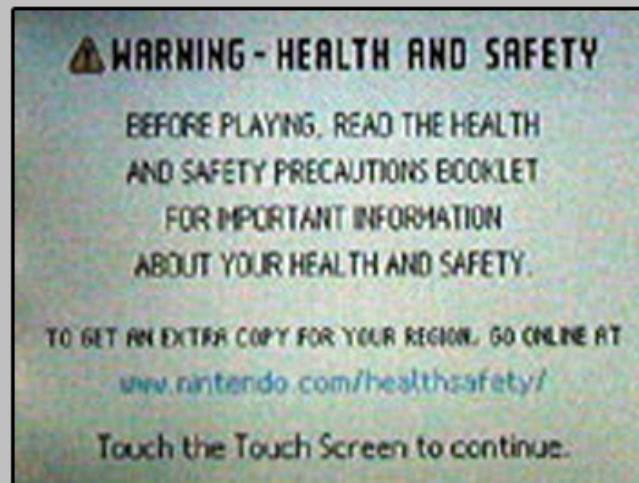 WARNING - HEALTH AND SAFETY
BEFORE PLAYING, READ THE HEALTH
AND SAFETY PRECAUTIONS BOOKLET
FOR IMPORTANT INFORMATION
ABOUT YOUR HEALTH AND SAFETY.
TO GET AN EXTRA COPY FOR YOUR REGION, GO ONLINE AT
www.nintendo.com/healthsafety/
Touch the Touch Screen to continue.